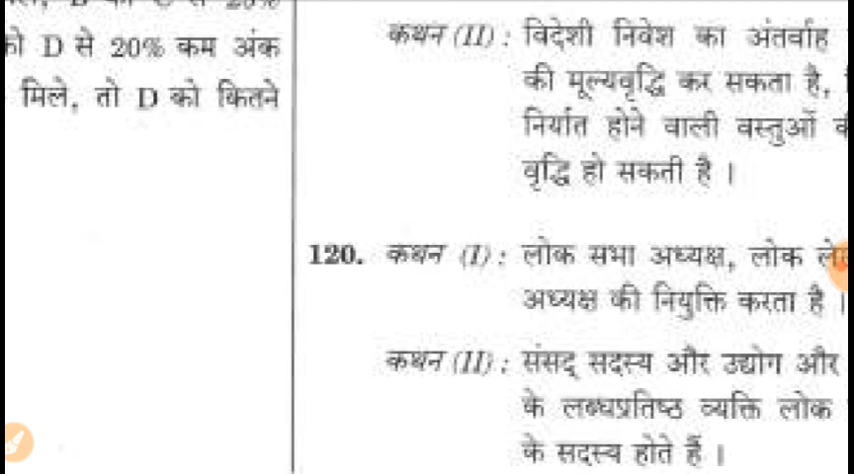 को D से 20% कम अंक
मिले, तो D को कितने
कथन (II) : विदेशी निवेश का अंतर्वाह
की मूल्यवृद्धि कर सकता है,
निर्यात होने वाली वस्तुओं
वृद्धि हो सकती है ।
120. कथन (I) : लोक सभा अध्यक्ष, लोक
अध्यक्ष की नियुक्ति करता है ।
कथन (II) : संसद् सदस्य और उद्योग और
के लब्धप्रतिष्ठ व्यक्ति लोक
के सदस्य होते हैं ।